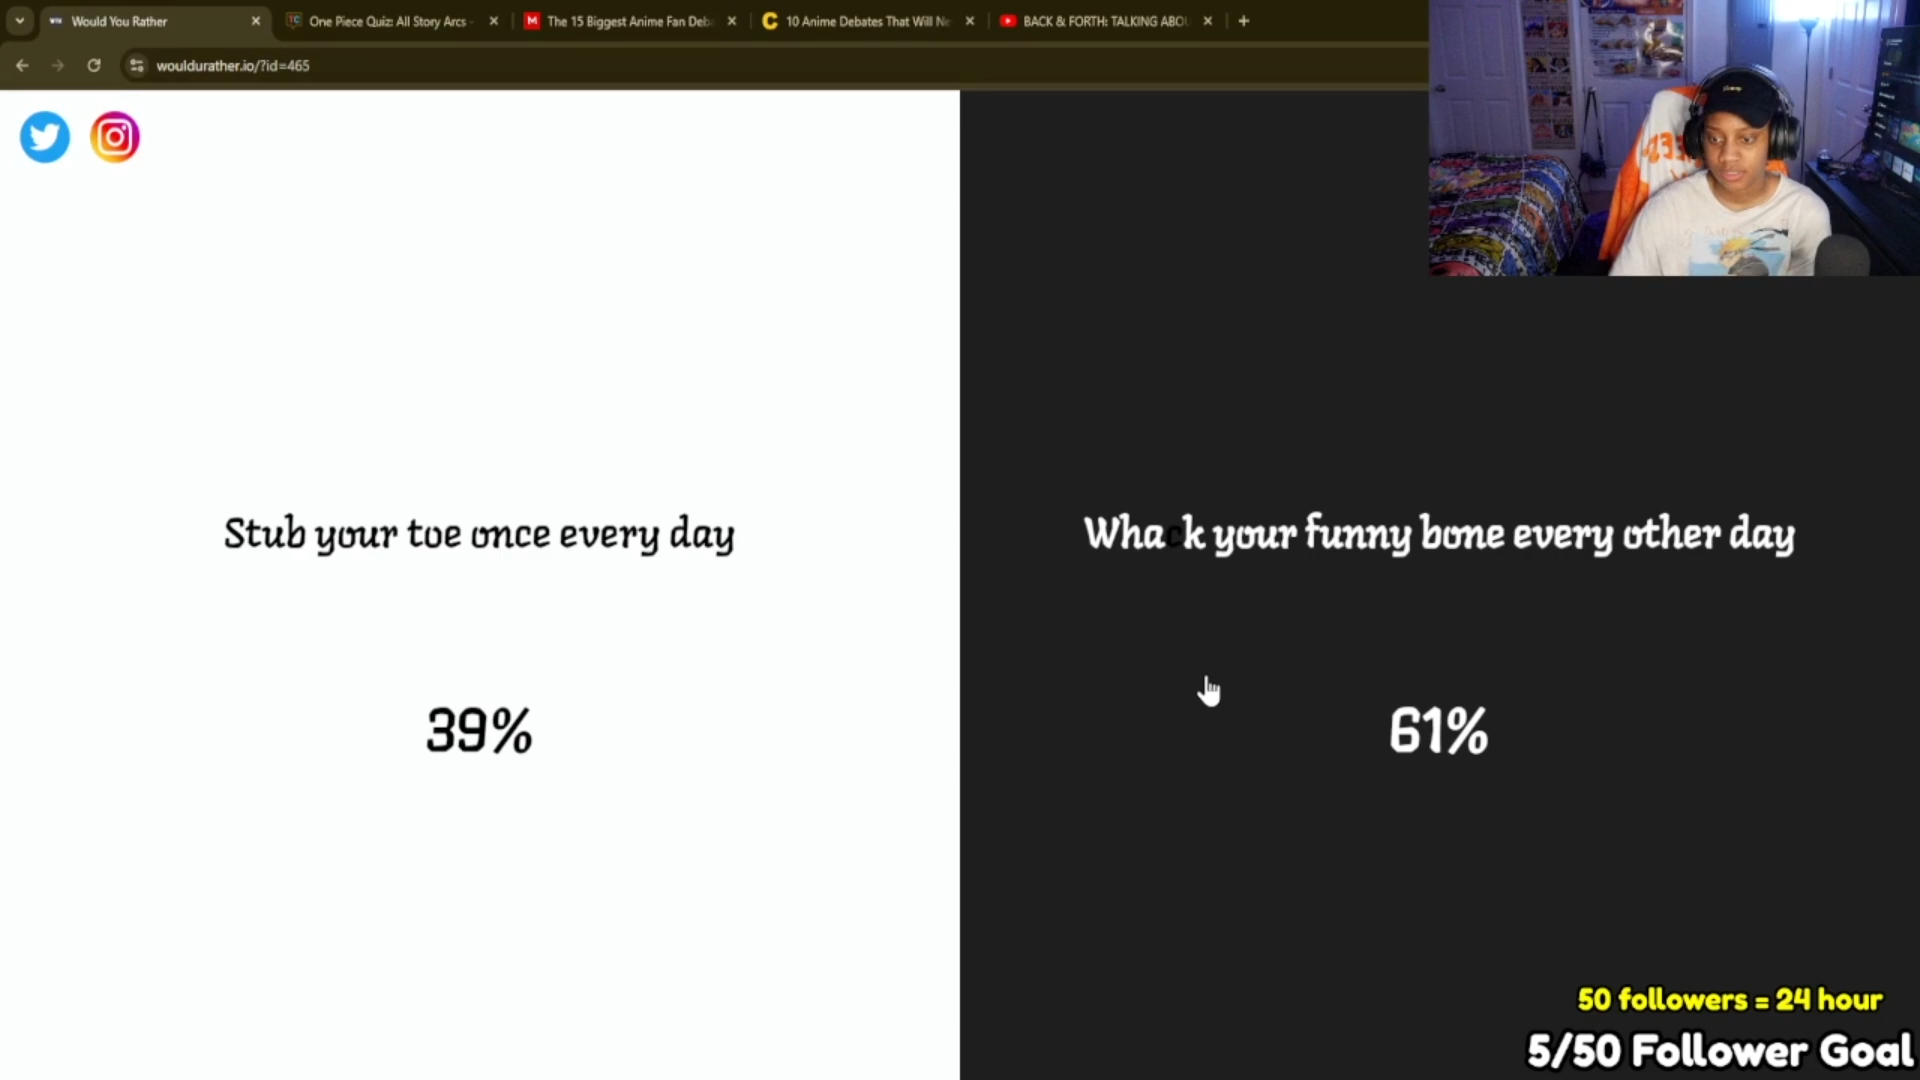 Would You Rather
One Piece Quiz: All Story Arcs -
The 15 Biggest Anime Fan Deb
10 Anime Debates That Will Ne
BACK & FORTH: TALKING ABO
wouldurather.io/?id=465
Stub your toe once every day
Whack your funny bone every other day
39%
61%
50 followers = 24 hour
5/50 Follower Goal